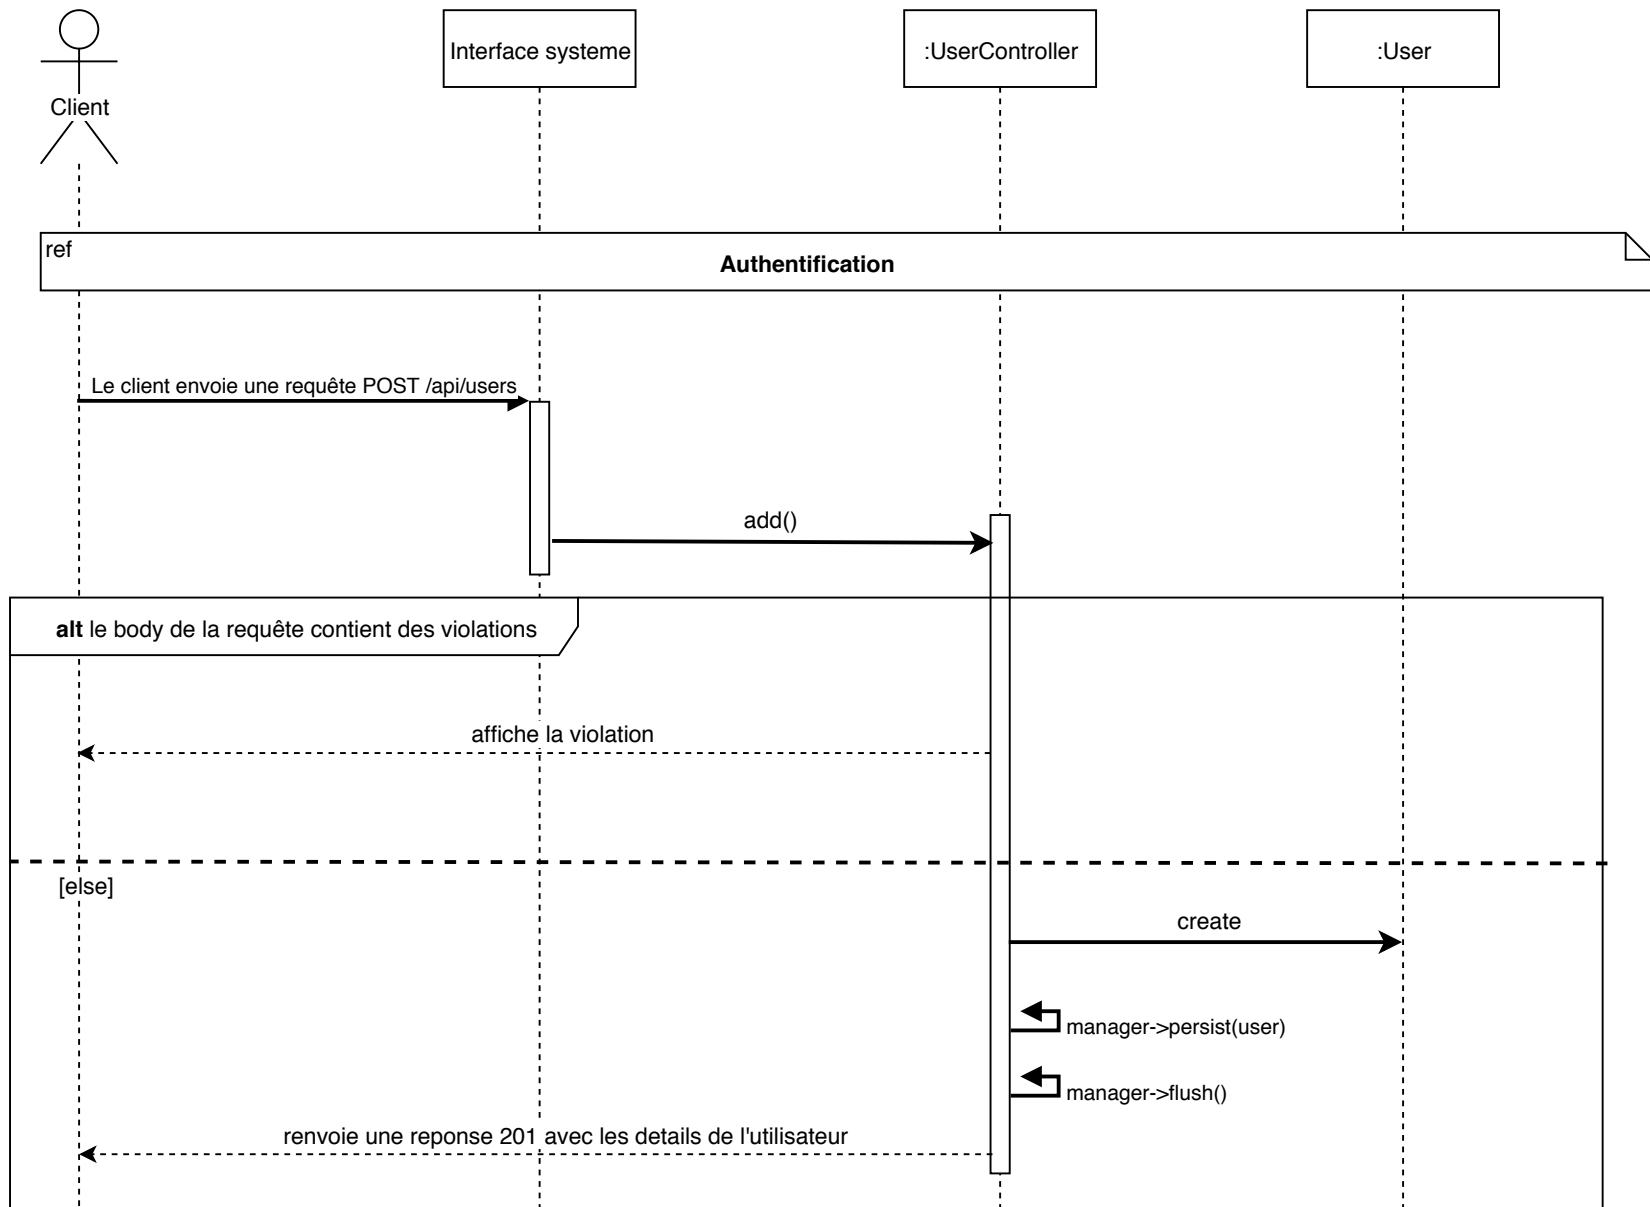 Client
Interface systeme
:UserController
:User
ref
Authentification
Le client envoie une requête POST /api/users
add()
alt le body de la requête contient des violations
affiche la violation
[else]
create
manager->persist(user)
manager->flush()
renvoie une reponse 201 avec les details de l'utilisateur